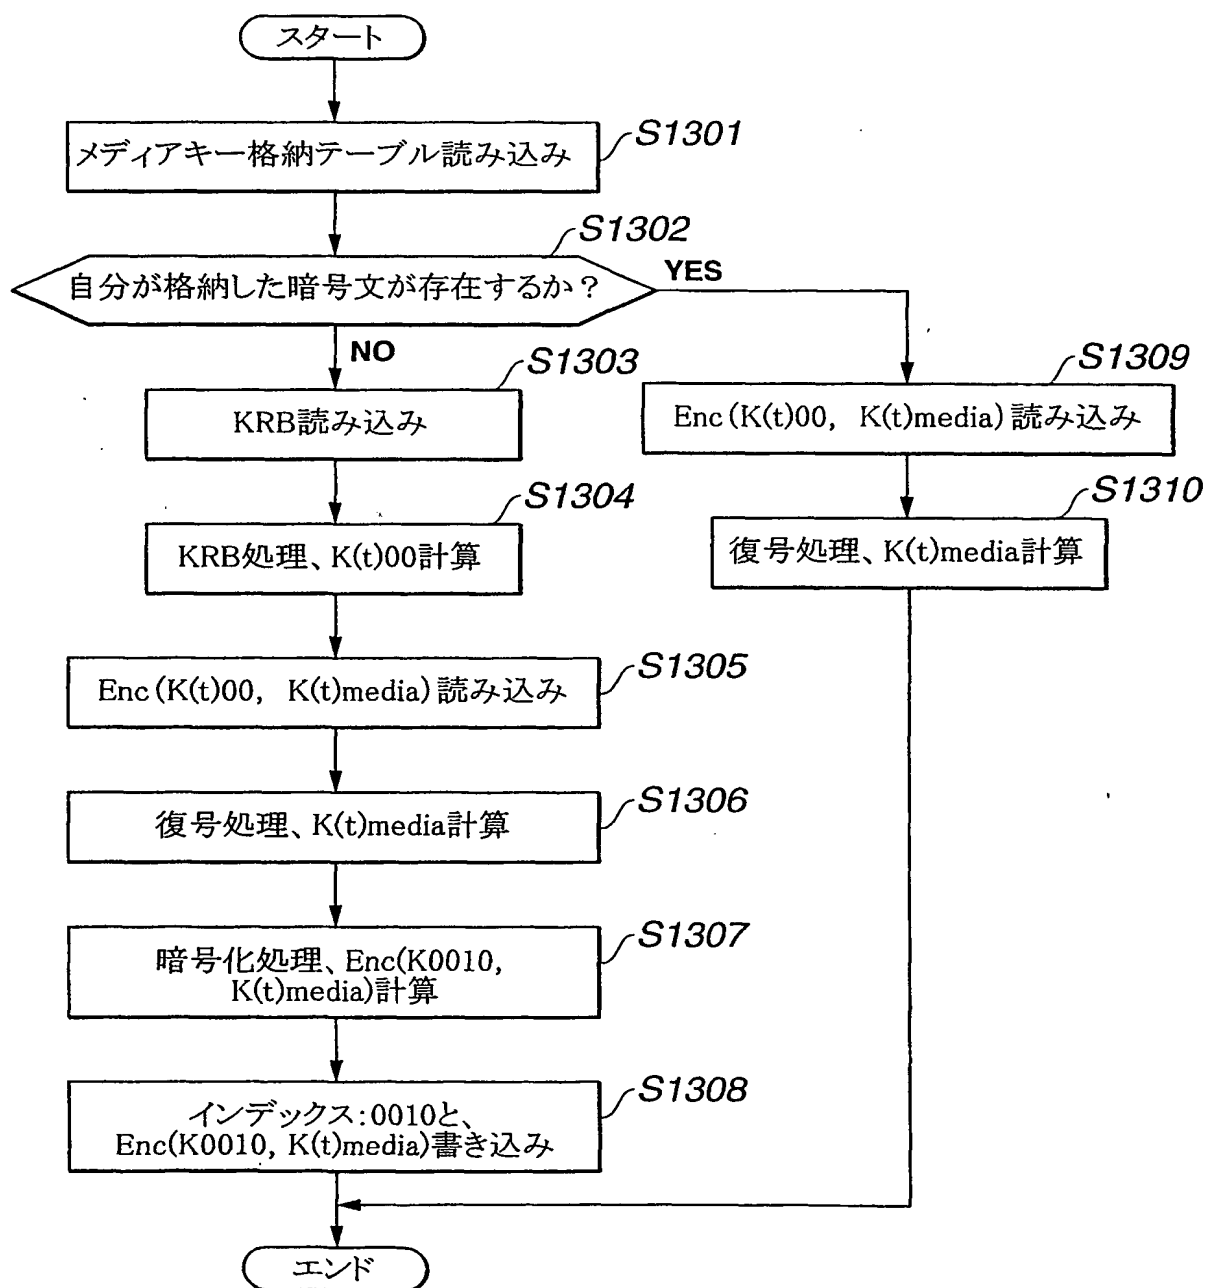 スタート
メディアキー格納テーブル読み込み
S1301
自分が格納した暗号文が存在するか?
S1302
YES
NO
KRB読み込み
S1303
KRB処理、K(t)00計算
S1304
Enc(K(t)00, K(t)media)読み込み
S1305
復号処理、K(t)media計算
S1306
暗号化処理、Enc(K0010,
K(t)media)計算
S1307
インデックス:0010と、
Enc(K0010, K(t)media)書き込み
S1308
Enc(K(t)00, K(t)media)読み込み
S1309
復号処理、K(t)media計算
S1310
エンド